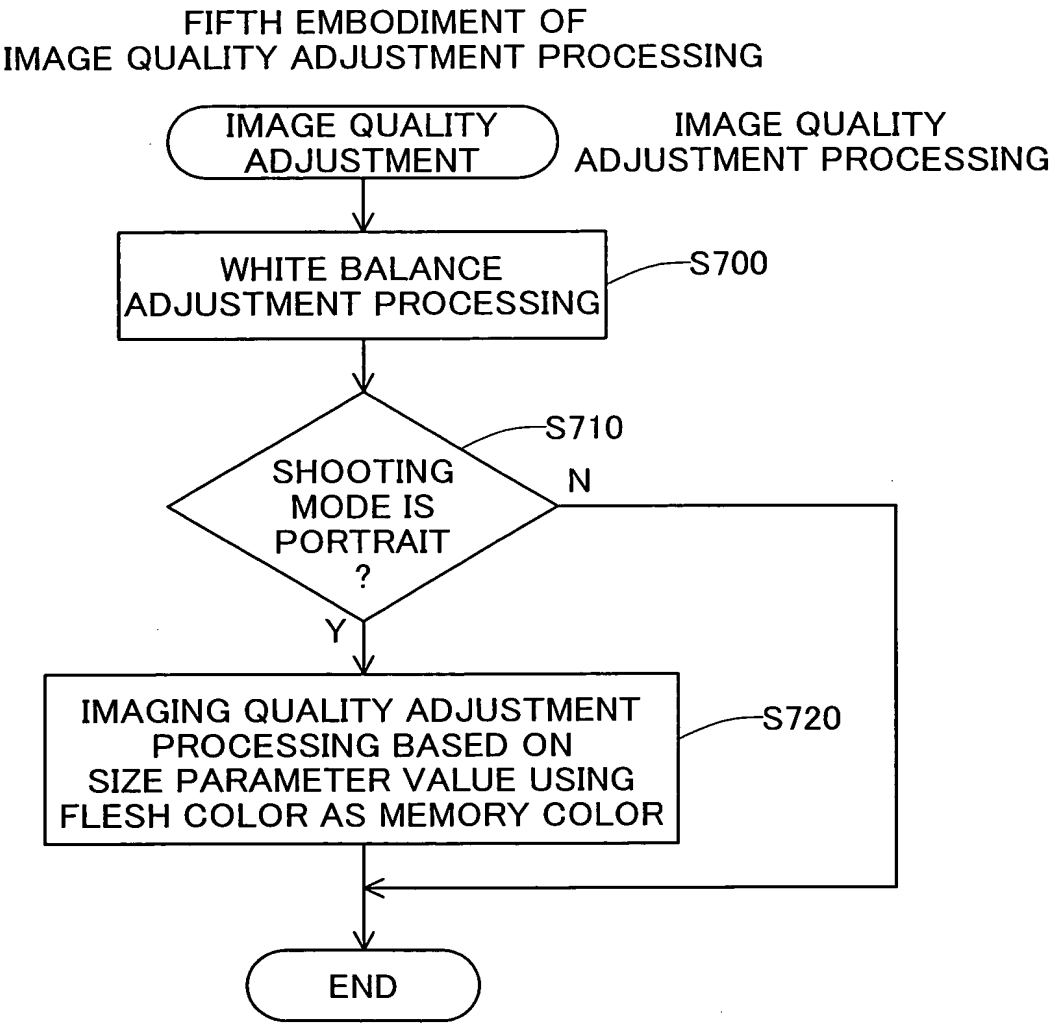 FIFTH EMBODIMENT OF
IMAGE QUALITY ADJUSTMENT PROCESSING
IMAGE QUALITY
ADJUSTMENT
IMAGE QUALITY
ADJUSTMENT PROCESSING
WHITE BALANCE
ADJUSTMENT PROCESSING
S700
S710
SHOOTING
MODE IS
PORTRAIT
?
N
Y
IMAGING QUALITY ADJUSTMENT
PROCESSING BASED ON
SIZE PARAMETER VALUE USING
FLESH COLOR AS MEMORY COLOR
S720
END